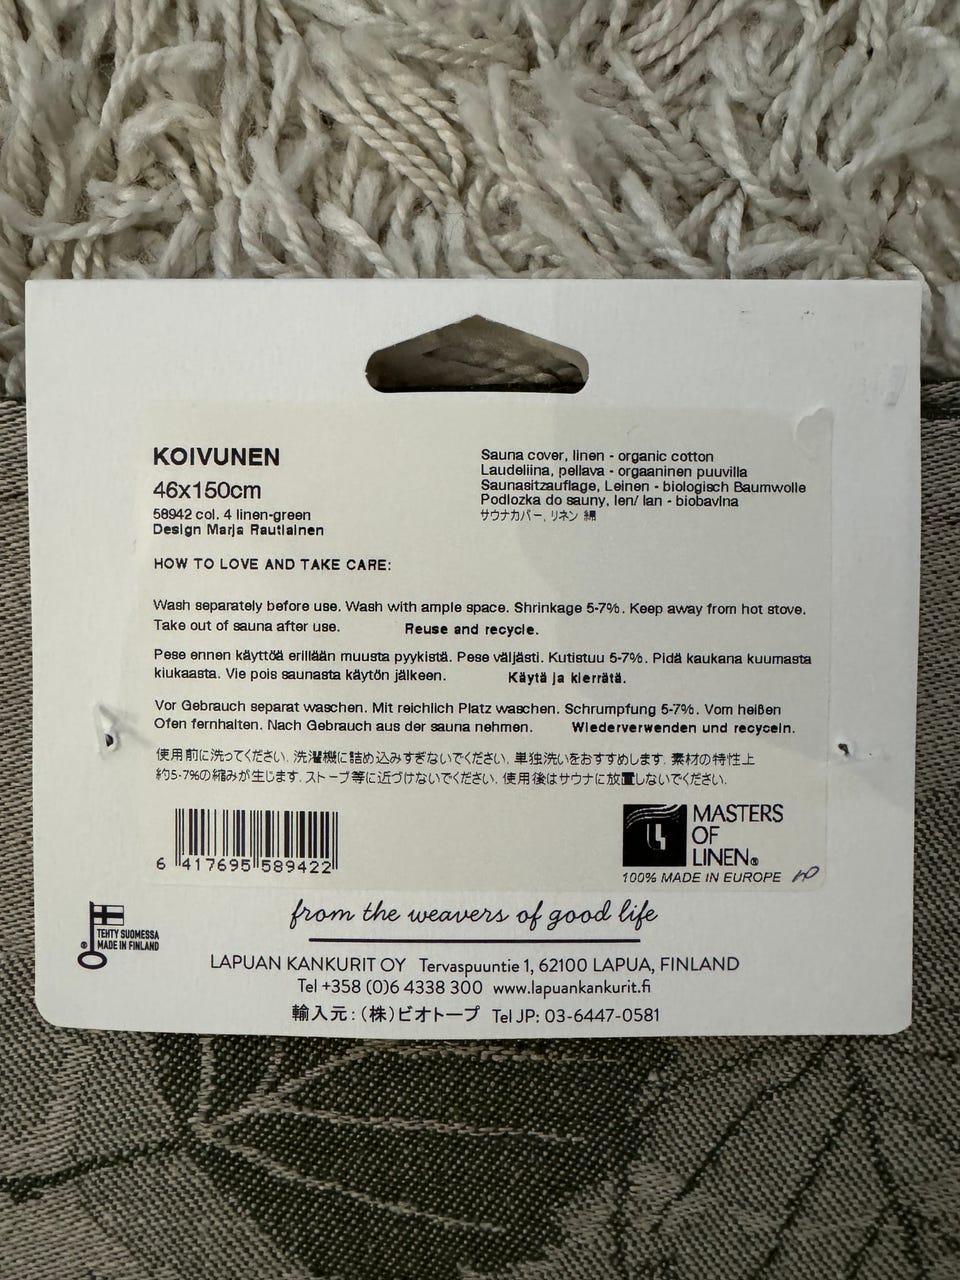 KOIVUNEN
46x150cm
58942 col. 4 linen-green
Design Marja Rautiainen
Sauna cover, linen - organic cotton
Laudeliina, pellava - orgaaninen puuvilla
Saunasitzauflage, Leinen - biologisch Baumwolle
Podlozka do sauny, len/ lan - biobavlna
サウナカバー, リネン 綿
HOW TO LOVE AND TAKE CARE:
Wash separately before use. Wash with ample space. Shrinkage 5-7%. Keep away from hot stove.
Take out of sauna after use. Reuse and recycle.
Pese ennen käyttöä erillään muusta pyykistä. Pese väljästi. Kutistuu 5-7%. Pidä kaukana kuumasta
kiukaasta. Vie pois saunasta käytön jälkeen. Käytä ja kierrätä.
Vor Gebrauch separat waschen. Mit reichlich Platz waschen. Schrumpfung 5-7%. Vom heißen
Ofen fernhalten. Nach Gebrauch aus der sauna nehmen. Wiederverwenden und recyceln.
使用前に洗ってください. 洗濯機に詰め込みすぎないでください, 単独洗いをおすすめします. 素材の特性上
約5-7%の縮みが生じます. ストーブ等に近づけないでください. 使用後はサウナに放置しないでください.
6 417695 589422
MASTERS
OF
LINEN®
100% MADE IN EUROPE
from the weavers of good life
® TEHTY SUOMESSA
MADE IN FINLAND
LAPUAN KANKURIT OY Tervaspuuntie 1, 62100 LAPUA, FINLAND
Tel +358 (0)6 4338 300 www.lapuankankurit.fi
輸入元:(株)ビオトープ Tel JP: 03-6447-0581